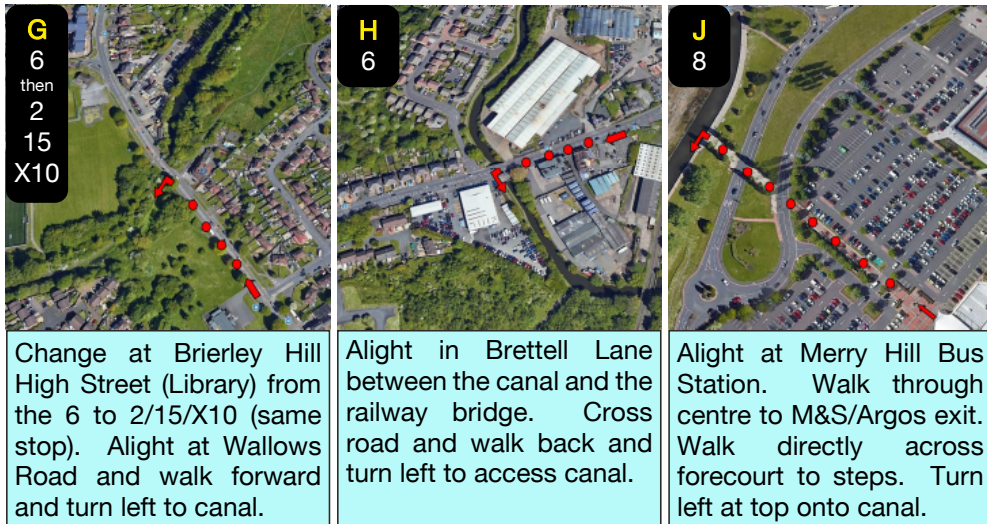 G
6
then
2
15
X10
Change at Brierley Hill
High Street (Library) from
the 6 to 2/15/X10 (same
stop). Alight at Wallows
Road and walk forward
and turn left to canal.
H
6
Alight in Brettell Lane
between the canal and the
railway bridge. Cross
road and walk back and
turn left to access canal.
J
8
Alight at Merry Hill Bus
Station. Walk through
centre to M&S/Argos exit.
Walk directly across
forecourt to steps. Turn
left at top onto canal.